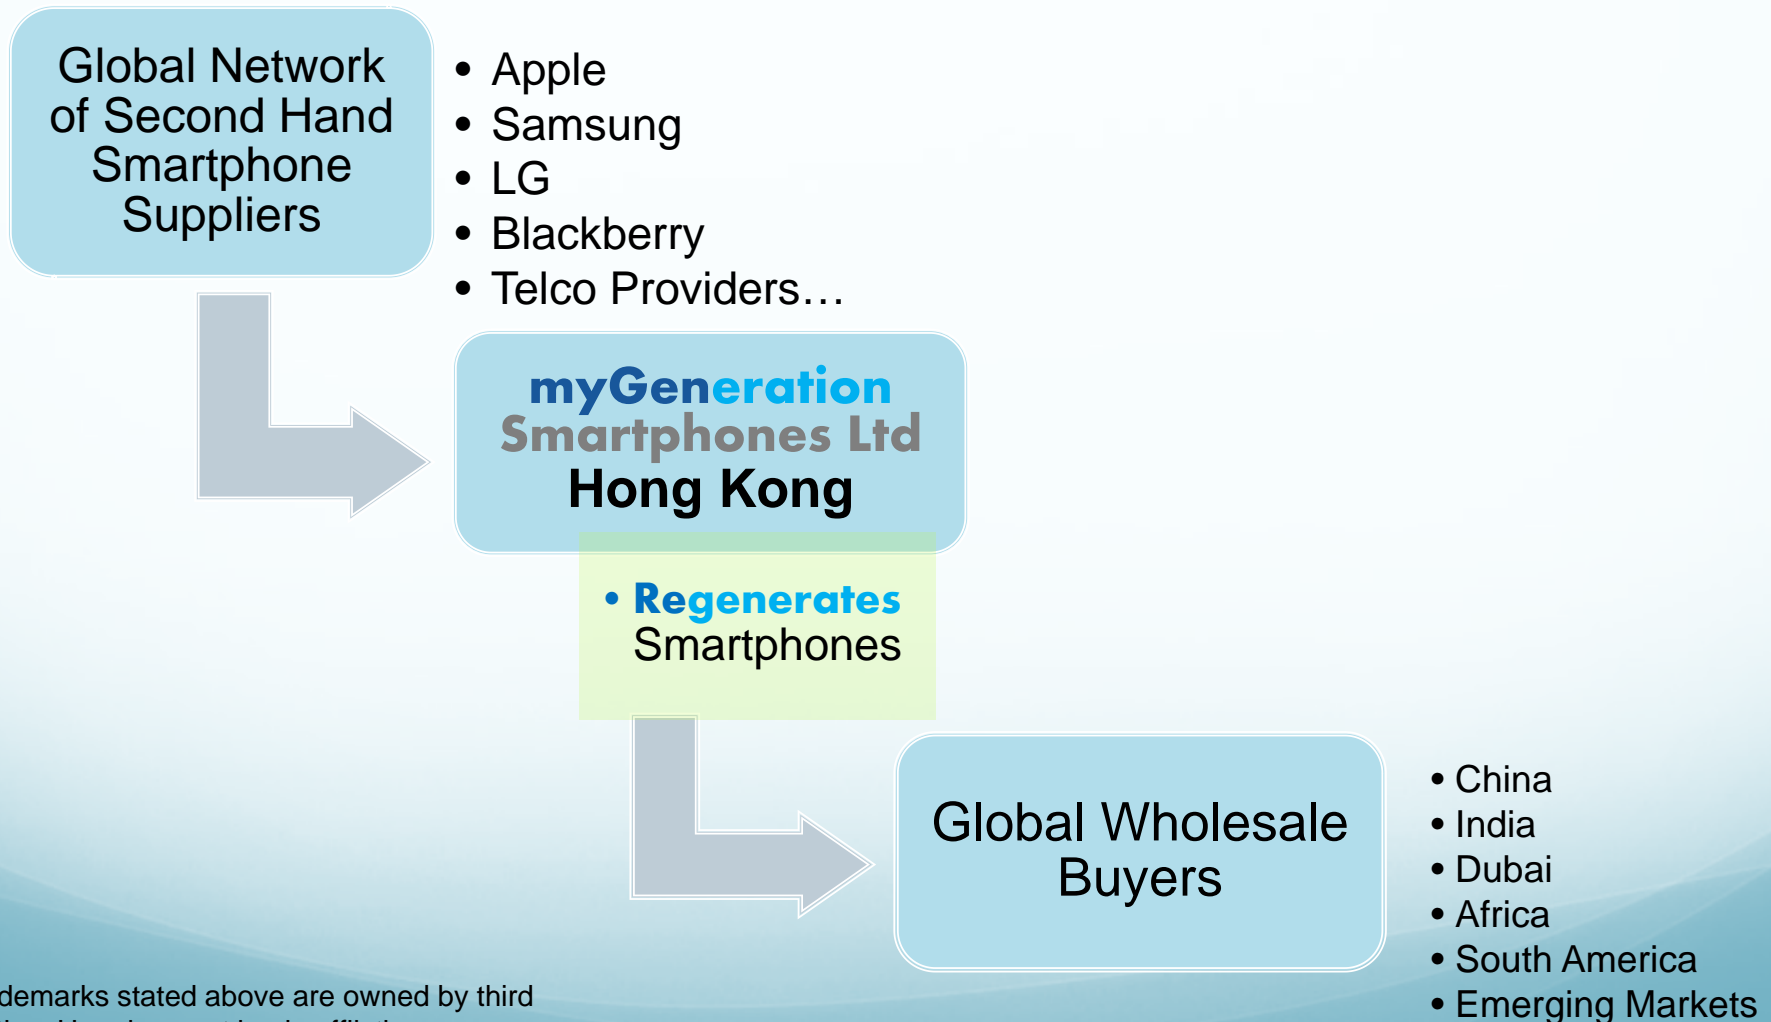 Global Network
of Second Hand
Smartphone
Suppliers
• Apple
• Samsung
• LG
• Blackberry
• Telco Providers…
myGeneration
Smartphones Ltd
Hong Kong
• Regenerates
Smartphones
Global Wholesale
Buyers
• China
• India
• Dubai
• Africa
• South America
• Emerging Markets
demarks stated above are owned by third